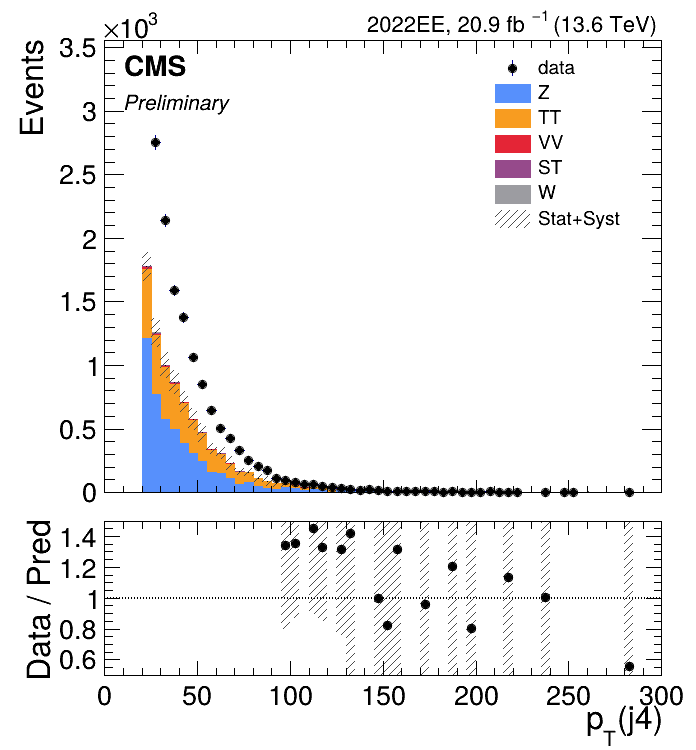 ×10³
2022EE, 20.9 fb⁻¹ (13.6 TeV)
CMS
Preliminary
data
Z
TT
VV
ST
W
Stat+Syst
Events
3.5
3
2.5
2
1.5
1
0.5
0
Data / Pred
1.4
1.2
1
0.8
0.6
0 50 100 150 200 250 300
p_T(j4)